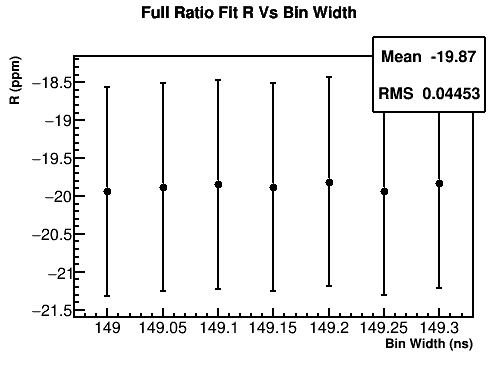 Full Ratio Fit R Vs Bin Width
Mean -19.87
RMS 0.04453
R (ppm)
−18.5
−19
−19.5
−20
−20.5
−21
−21.5
149 149.05 149.1 149.15 149.2 149.25 149.3
Bin Width (ns)